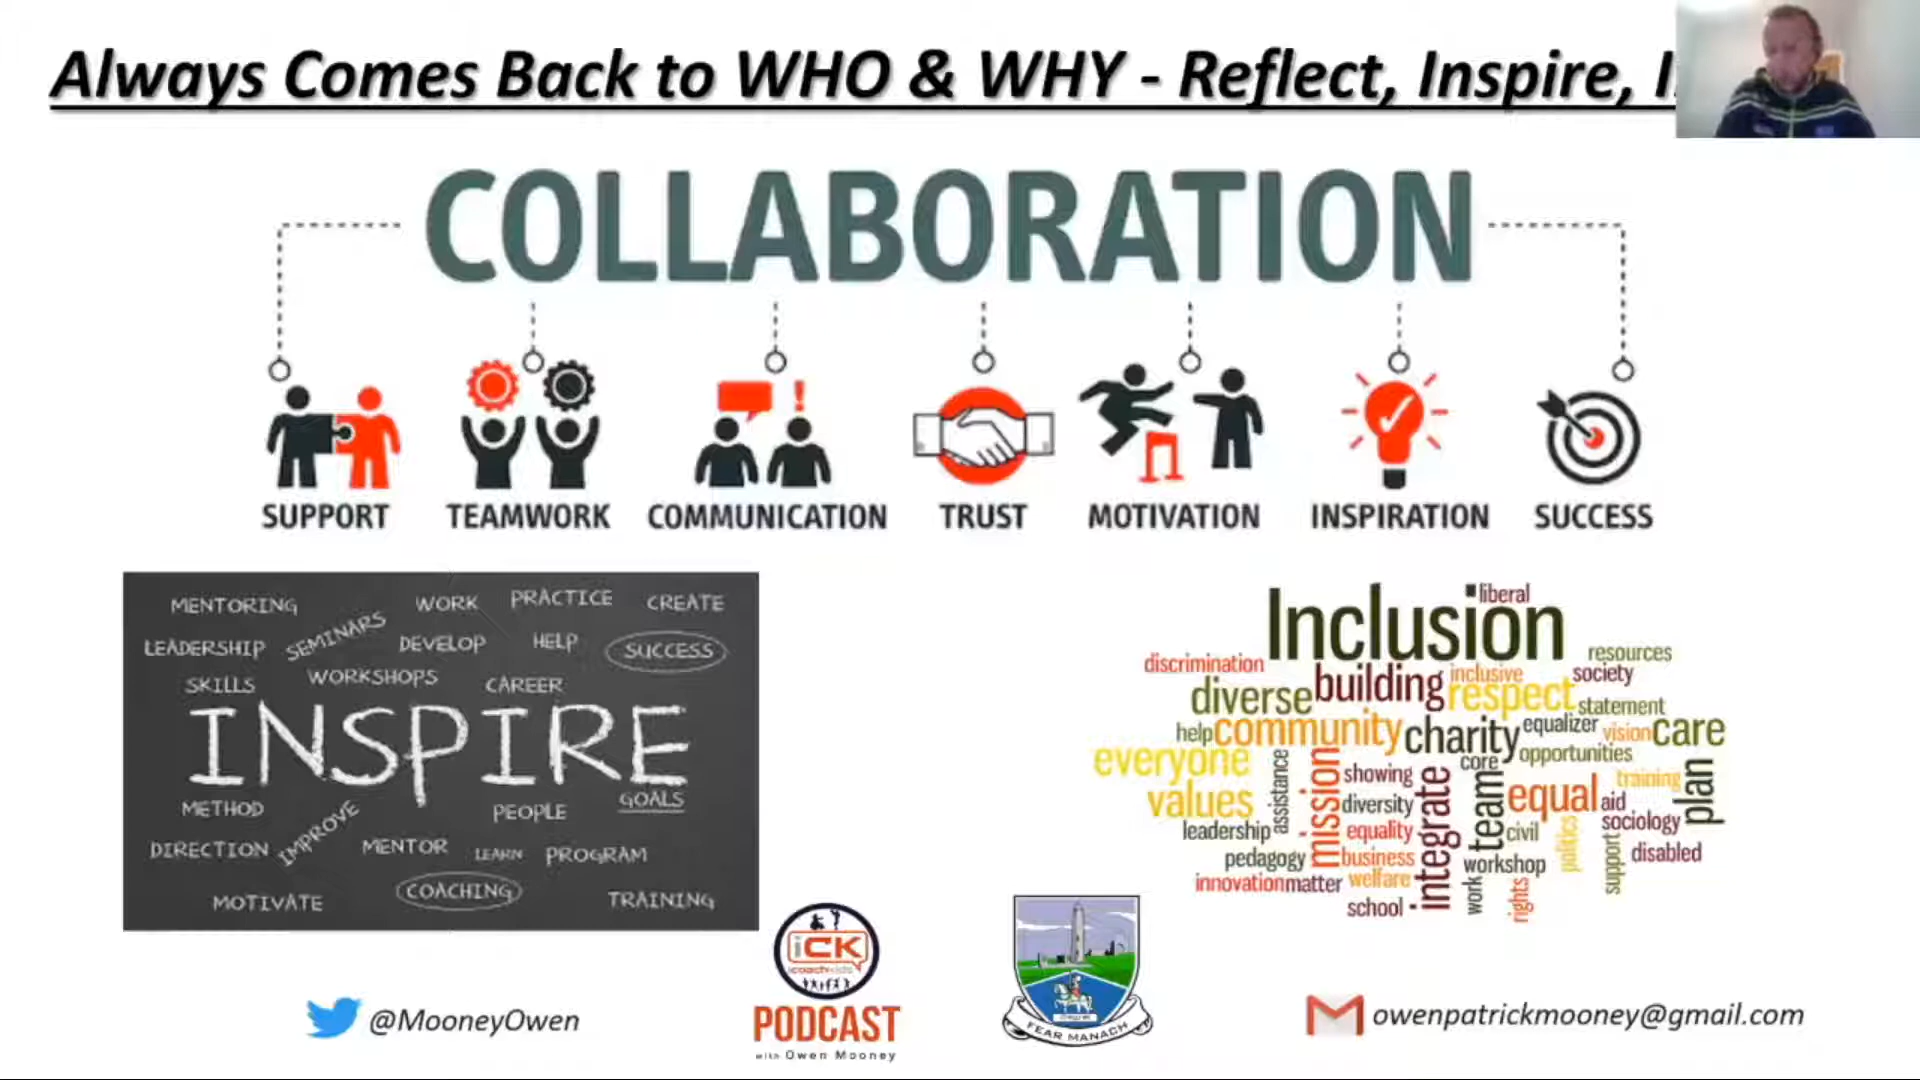 Always Comes Back to WHO & WHY - Reflect, Inspire,
COLLABORATION
SUPPORT TEAMWORK COMMUNICATION TRUST MOTIVATION INSPIRATION SUCCESS
MENTORING WORK PRACTICE CREATE
LEADERSHIP SEMINARS DEVELOP HELP SUCCESS
SKILLS WORKSHOPS CAREER
INSPIRE
METHOD IMPROVE PEOPLE GOALS
DIRECTION MENTOR LEARN PROGRAM
MOTIVATE COACHING TRAINING
liberal
Inclusion
resources
discrimination
building
inclusive
society
diverse
respect
statement
help
community
charity
equalizer
vision
care
everyone
assistance
mission
showing
core
opportunities
training
plan
values
diversity
integrate
team
equal
aid
sociology
leadership
equality
civil
politics
support
disabled
pedagogy
business
workshop
innovation
matter
welfare
work
rights
school
@MooneyOwen
iCK
icoachkids
PODCAST
with Owen Mooney
FEAR MANACH
owenpatrickmooney@gmail.com